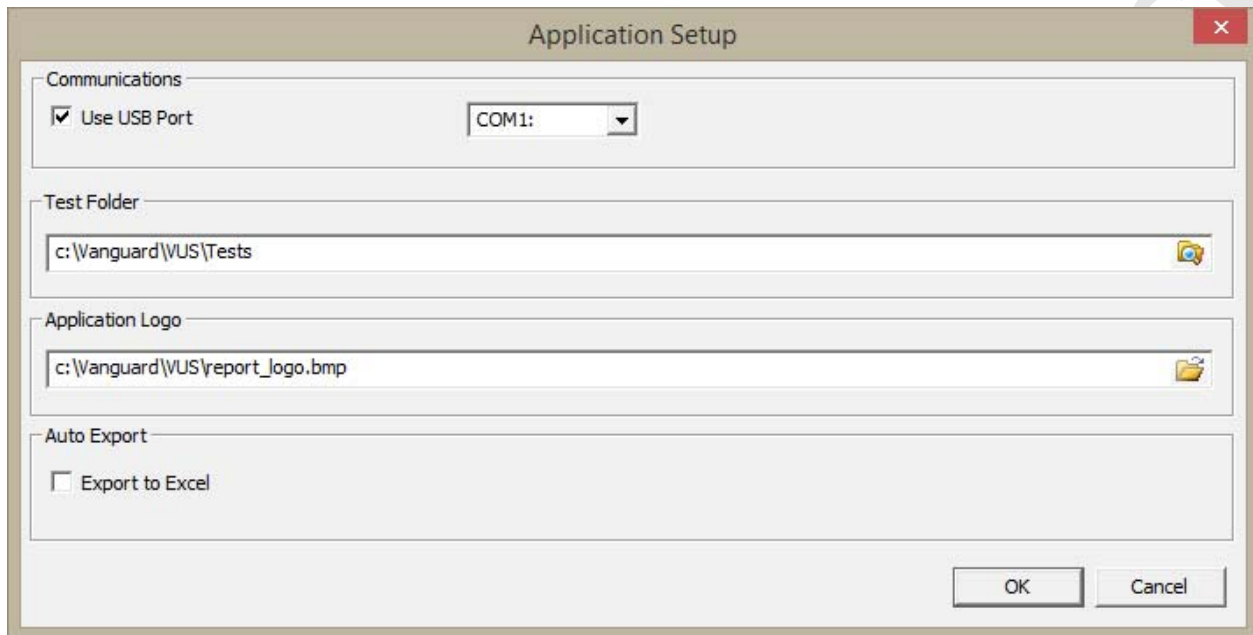 Application Setup
Communications
Use USB Port COM1:
Test Folder
c:\Vanguard\VUS\Tests
Application Logo
c:\Vanguard\VUS\report_logo.bmp
Auto Export
Export to Excel
OK Cancel